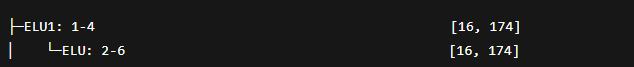 ├─ELU1: 1-4                                            [16, 174]
│    └─ELU: 2-6                                        [16, 174]